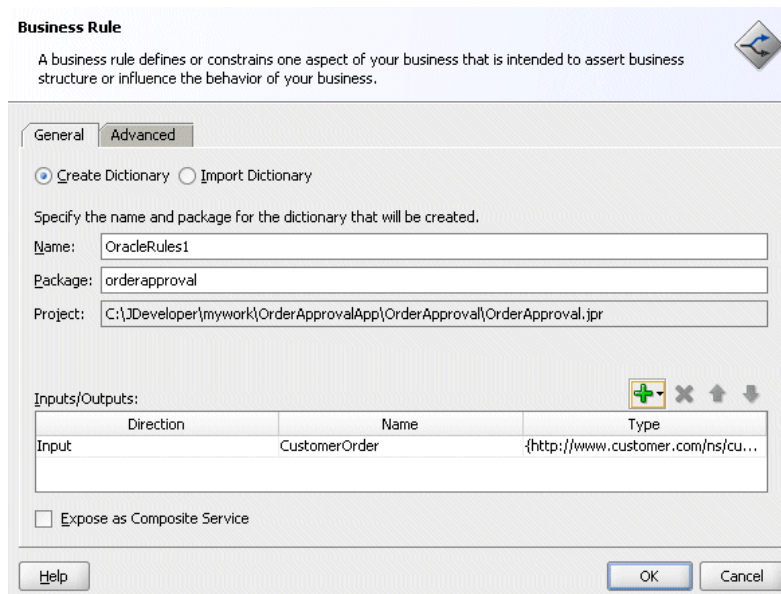 Business Rule
A business rule defines or constrains one aspect of your business that is intended to assert business
structure or influence the behavior of your business.
General Advanced
Create Dictionary Import Dictionary
Specify the name and package for the dictionary that will be created.
Name: OracleRules1
Package: orderapproval
Project: C:\JDeveloper\mywork\OrderApprovalApp\OrderApproval\OrderApproval.jpr
Inputs/Outputs:
Direction Name Type
Input CustomerOrder {http://www.customer.com/ns/cu...
Expose as Composite Service
Help OK Cancel